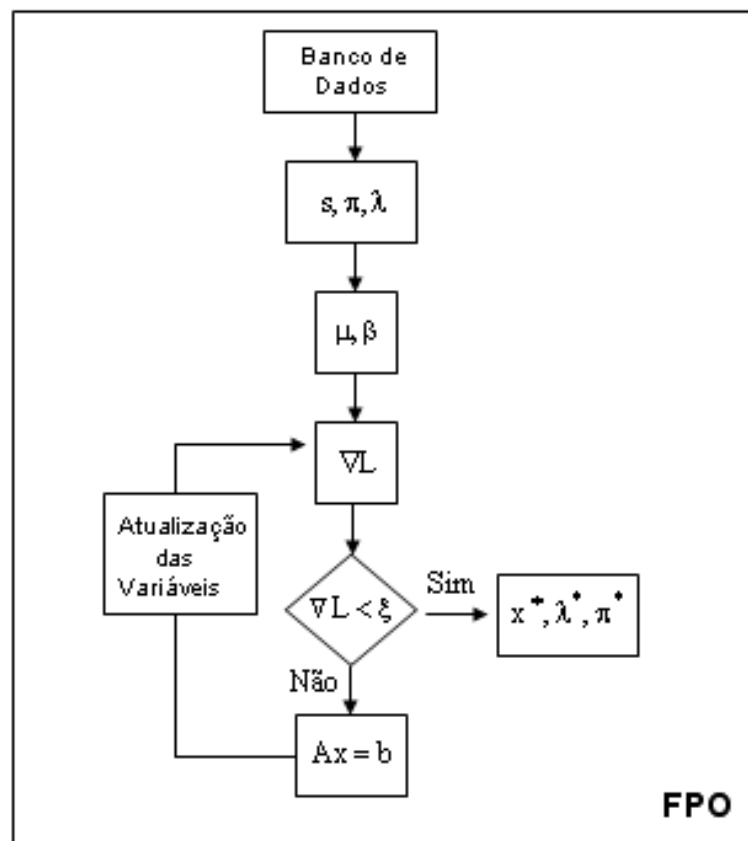 Banco de
Dados
s, π, λ
μ, β
∇L
Atualização
das
Variáveis
∇L < ξ
Sim
x*, λ*, π*
Não
Ax = b
FPO